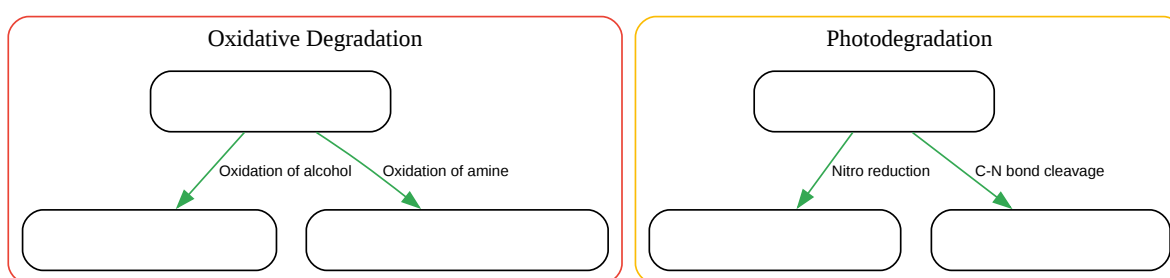 Oxidative Degradation
Photodegradation
Oxidation of alcohol
Oxidation of amine
Nitro reduction
C-N bond cleavage